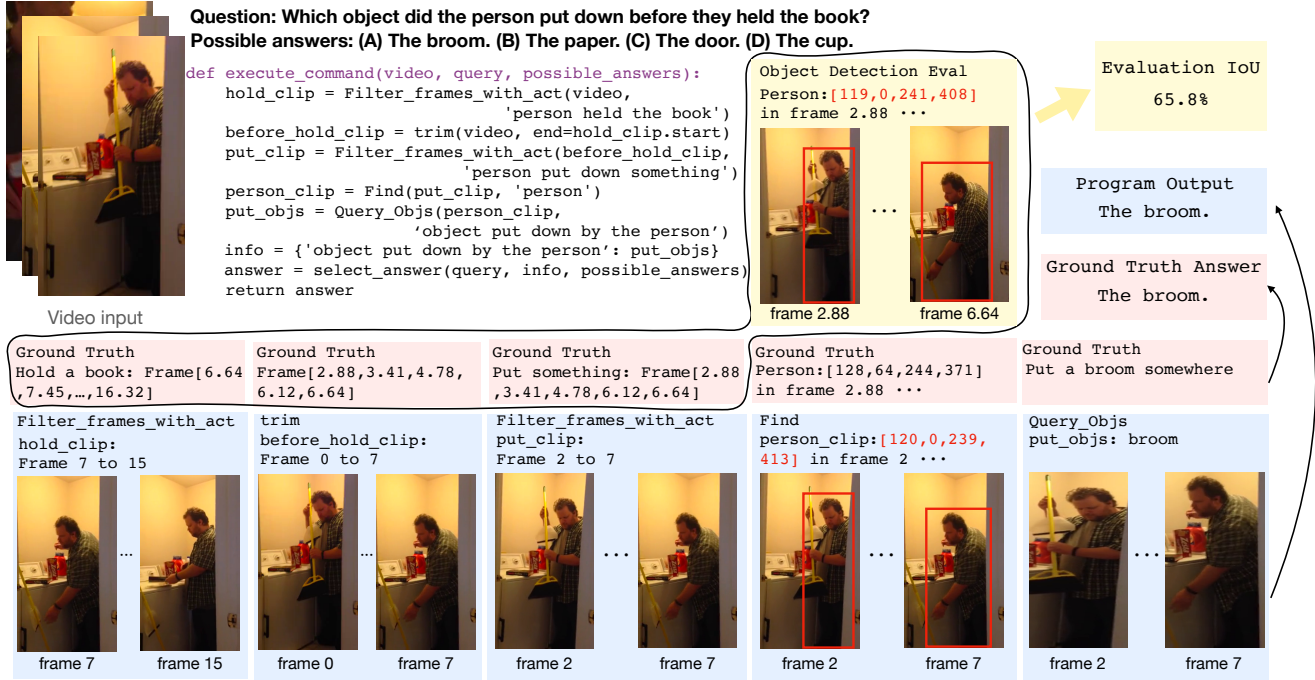 Question: Which object did the person put down before they held the book?
Possible answers: (A) The broom. (B) The paper. (C) The door. (D) The cup.
def execute_command(video, query, possible_answers):
hold_clip = Filter_frames_with_act(video,
'person held the book')
before_hold_clip = trim(video, end=hold_clip.start)
put_clip = Filter_frames_with_act(before_hold_clip,
'person put down something')
person_clip = Find(put_clip, 'person')
put_objs = Query_Objs(person_clip,
‘object put down by the person’)
info = {'object put down by the person’: put_objs}
answer = select_answer(query, info, possible_answers)
return answer
Video input
Object Detection Eval
Person:[119,0,241,408]
in frame 2.88 ···
...
frame 2.88
frame 6.64
Evaluation IoU
65.8%
Program Output
The broom.
Ground Truth Answer
The broom.
Ground Truth
Hold a book: Frame[6.64
,7.45,…,16.32]
Ground Truth
Frame[2.88,3.41,4.78,
6.12,6.64]
Ground Truth
Put something: Frame[2.88
,3.41,4.78,6.12,6.64]
Ground Truth
Person:[128,64,244,371]
in frame 2.88 ···
Ground Truth
Put a broom somewhere
Filter_frames_with_act
hold_clip:
Frame 7 to 15
...
frame 7
frame 15
trim
before_hold_clip:
Frame 0 to 7
...
frame 0
frame 7
Filter_frames_with_act
put_clip:
Frame 2 to 7
...
frame 2
frame 7
Find
person_clip:[120,0,239,
413] in frame 2 ···
...
frame 2
frame 7
Query_Objs
put_objs: broom
...
frame 2
frame 7